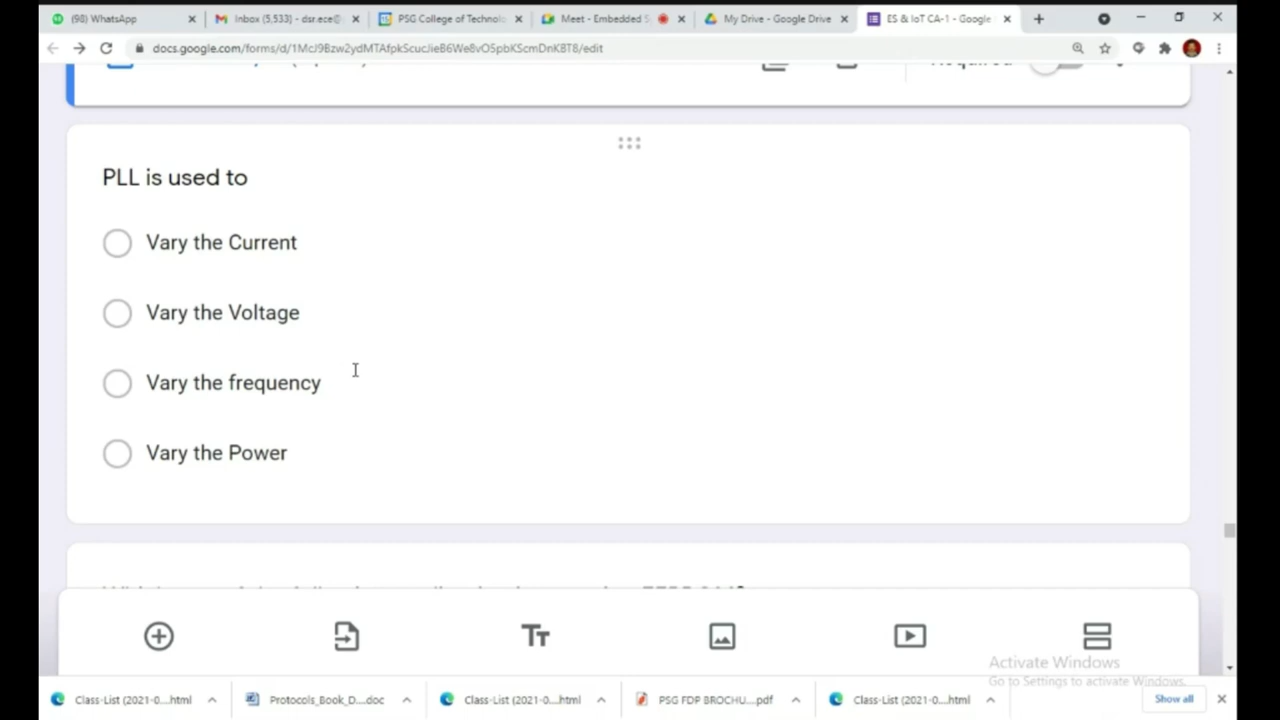 (98) WhatsApp
Inbox (5,533) - dsr.ece@
PSG College of Technolo
Meet - Embedded S
My Drive - Google Drive
ES & IoT CA-1 - Google
docs.google.com/forms/d/1McJ9Bzw2ydMTAfpkScucJieB6We8vO5pbKScmDnK8T8/edit
PLL is used to
Vary the Current
Vary the Voltage
Vary the frequency
Vary the Power
Activate Windows
Go to Settings to activate Windows.
Class-List (2021-0....html
Protocols_Book_D....doc
Class-List (2021-0....html
PSG FDP BROCHU....pdf
Class-List (2021-0....html
Show all